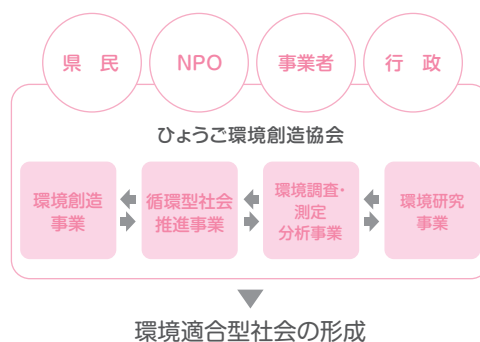 県　民
NPO
事業者
行　政
ひょうご環境創造協会
環境創造
事業
循環型社会
推進事業
環境調査・
測定
分析事業
環境研究
事業
環境適合型社会の形成